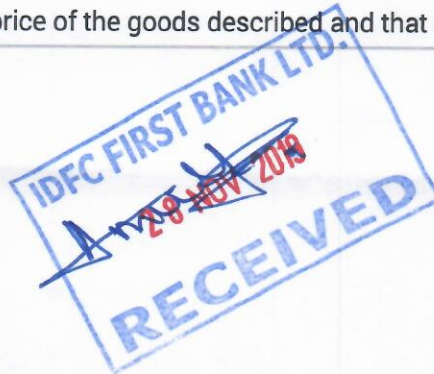 price of the goods described and that
IDFC FIRST BANK LTD.
28 NOV 2019
RECEIVED